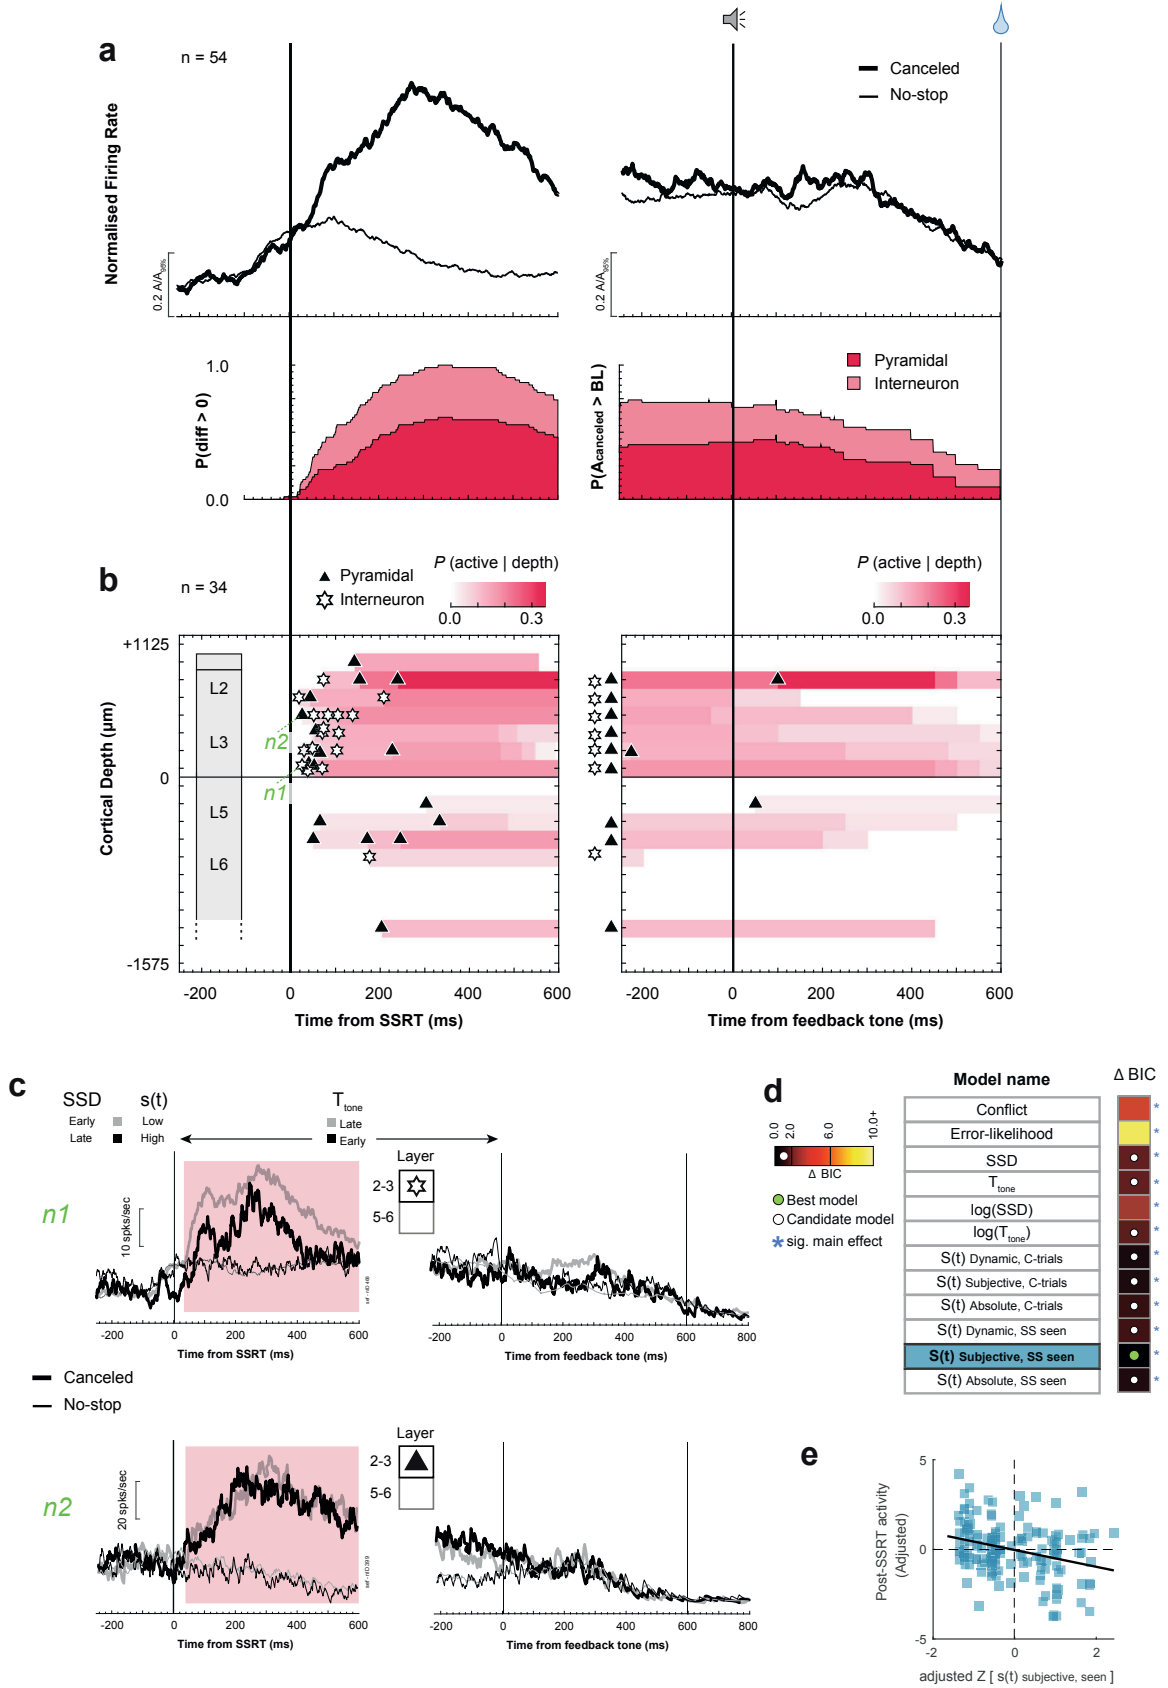 a
n = 54
Canceled
No-stop
Normalised Firing Rate
0.2 A/A95%
0.2 A/A95%
1.0
P(diff > 0)
0.0
P(Acanceled > BL)
Pyramidal
Interneuron
b
n = 34
Pyramidal
Interneuron
P (active | depth)
0.0 0.3
P (active | depth)
0.0 0.3
+1125
L2
L3
0
L5
L6
-1575
Cortical Depth (µm)
n2
n1
-200 0 200 400 600
Time from SSRT (ms)
-200 0 200 400 600
Time from feedback tone (ms)
c
SSD s(t) Ttone
Early Low Late
Late High Early
n1
10 spks/sec
Layer
2-3
5-6
-200 0 200 400 600
Time from SSRT (ms)
-200 0 200 400 600 800
Time from feedback tone (ms)
Canceled
No-stop
n2
20 spks/sec
Layer
2-3
5-6
-200 0 200 400 600
Time from SSRT (ms)
-200 0 200 400 600 800
Time from feedback tone (ms)
d
0.0 2.0 6.0 10.0+
Δ BIC
Best model
Candidate model
* sig. main effect
Model name Δ BIC
Conflict *
Error-likelihood *
SSD *
Ttone *
log(SSD) *
log(Ttone) *
S(t) Dynamic, C-trials *
S(t) Subjective, C-trials *
S(t) Absolute, C-trials *
S(t) Dynamic, SS seen *
S(t) Subjective, SS seen *
S(t) Absolute, SS seen *
e
Post-SSRT activity
(Adjusted)
5
0
-5
-2 0 2
adjusted Z [ s(t) subjective, seen ]